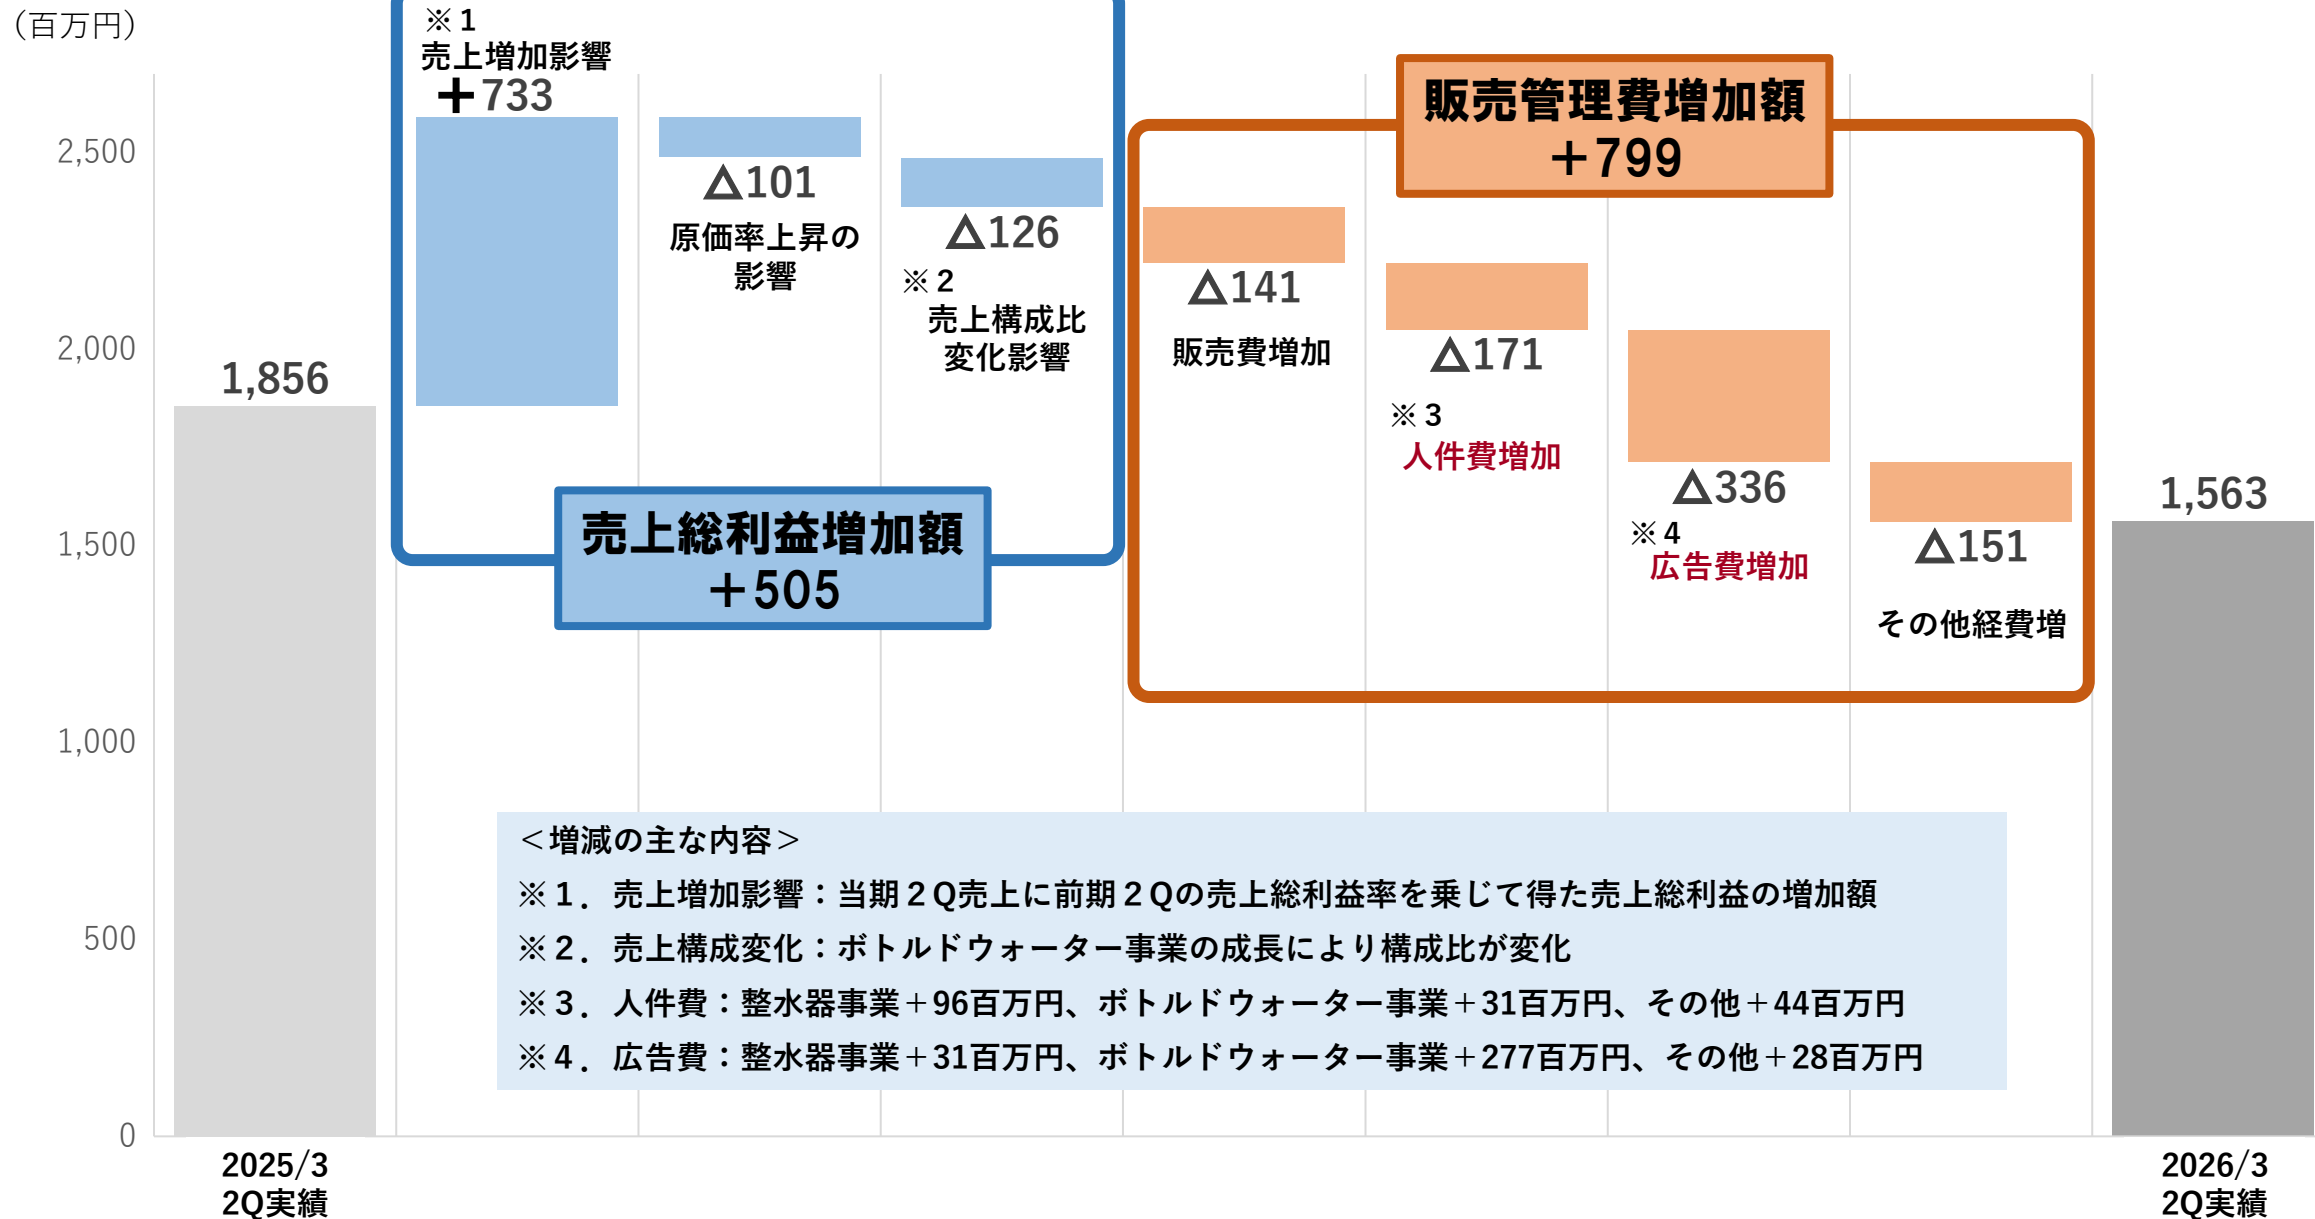 （百万円）
※１
売上増加影響
＋733
△101
原価率上昇の
影響
△126
※２
売上構成比
変化影響
売上総利益増加額
＋505
販売管理費増加額
＋799
△141
販売費増加
△171
※３
人件費増加
△336
※４
広告費増加
△151
その他経費増
2,500
2,000
1,500
1,000
500
0
1,856
1,563
＜増減の主な内容＞
※１．売上増加影響：当期２Q売上に前期２Qの売上総利益率を乗じて得た売上総利益の増加額
※２．売上構成変化：ボトルドウォーター事業の成長により構成比が変化
※３．人件費：整水器事業＋96百万円、ボトルドウォーター事業＋31百万円、その他＋44百万円
※４．広告費：整水器事業＋31百万円、ボトルドウォーター事業＋277百万円、その他＋28百万円
2025/3
2Q実績
2026/3
2Q実績